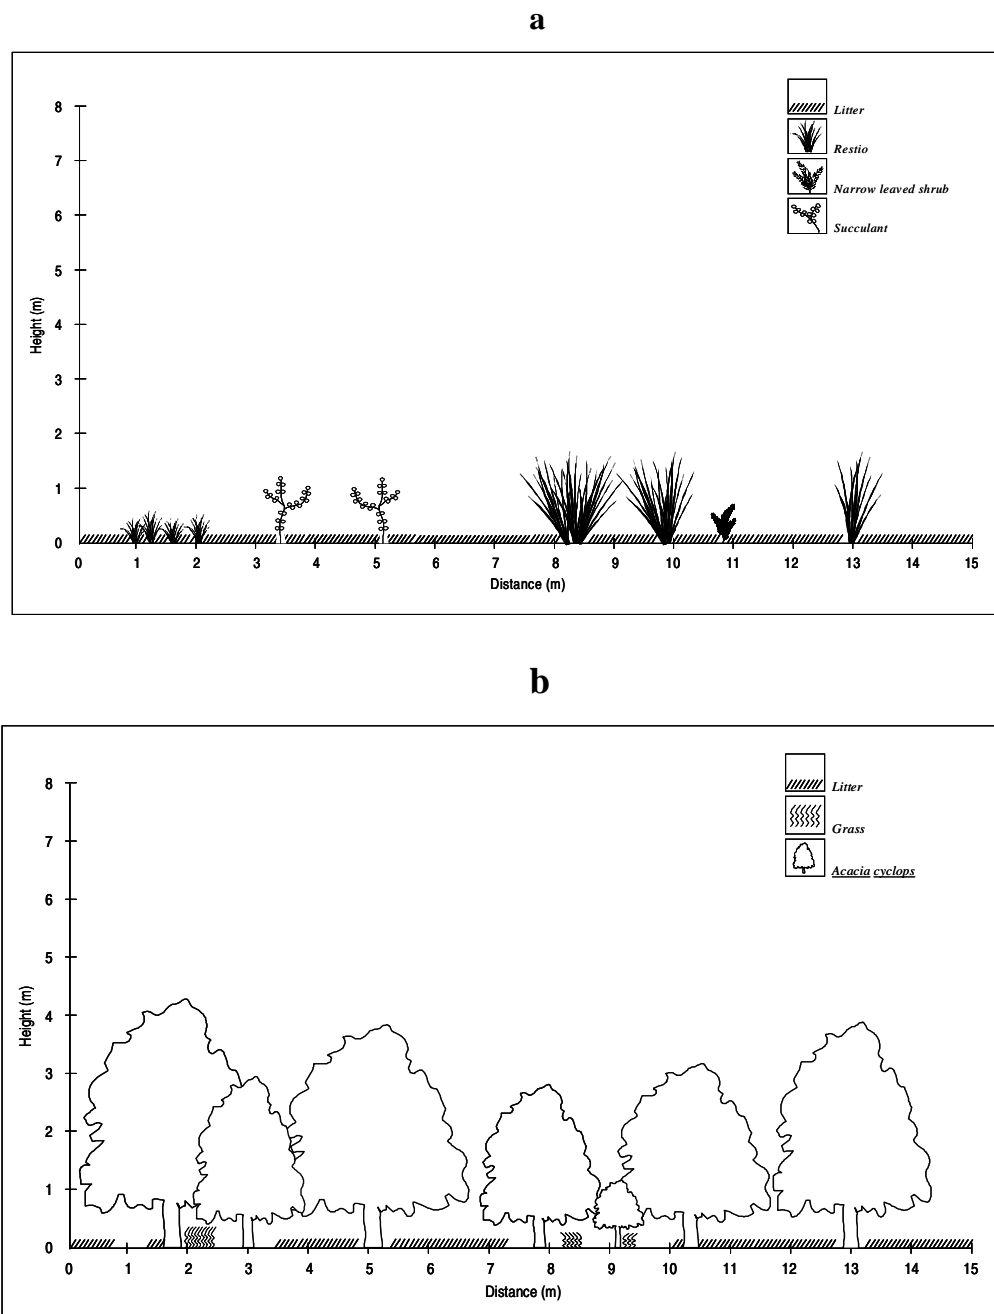 a
8
Litter
Restio
7
Narrow leaved shrub
6
Succulant
5
4
Height (m)
3
2
1
0
0 1 2 3 4 5 6 7 8 9 10 11 12 13 14 15
Distance (m)
b
8
Litter
Grass
7
Acacia cyclops
6
5
4
Height (m)
3
2
1
0
0 1 2 3 4 5 6 7 8 9 10 11 12 13 14 15
Distance (m)